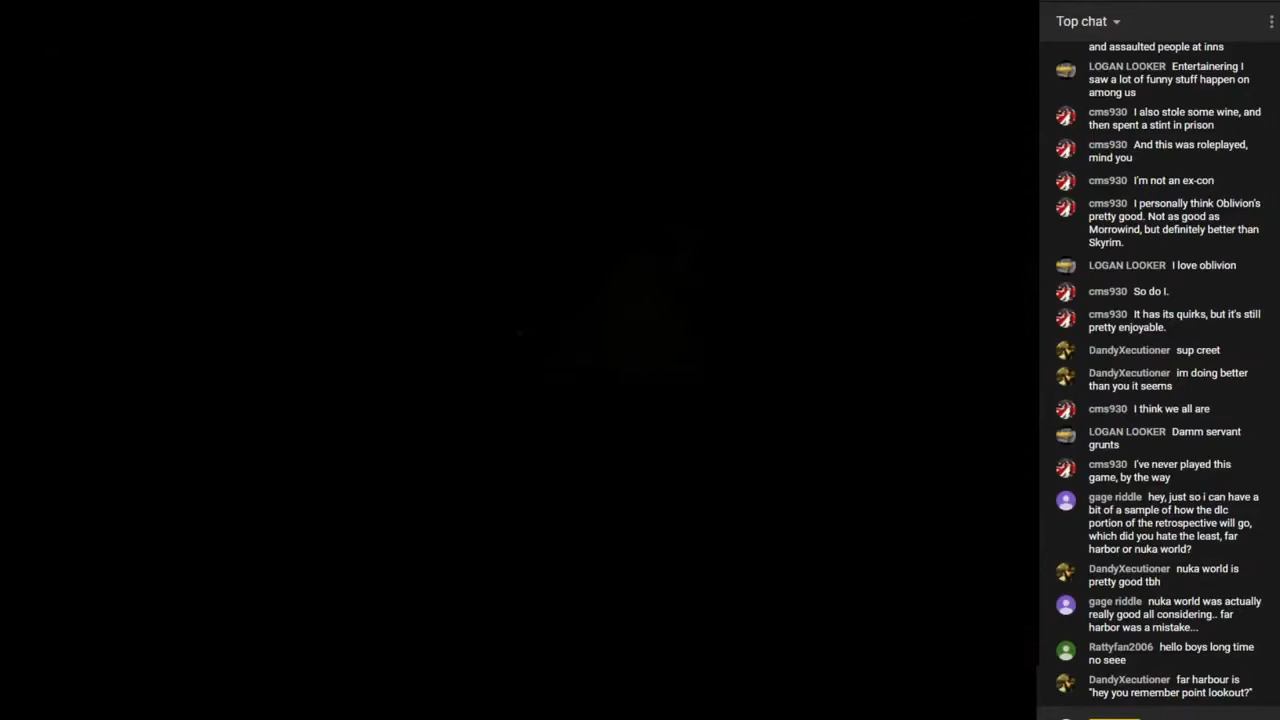 Top chat
and assaulted people at inns
LOGAN LOOKER Entertainering I
saw a lot of funny stuff happen on
among us
cms930 I also stole some wine, and
then spent a stint in prison
cms930 And this was roleplayed,
mind you
cms930 I'm not an ex-con
cms930 I personally think Oblivion's
pretty good. Not as good as
Morrowind, but definitely better than
Skyrim.
LOGAN LOOKER I love oblivion
cms930 So do I.
cms930 It has its quirks, but it's still
pretty enjoyable.
DandyXecutioner sup creet
DandyXecutioner im doing better
than you it seems
cms930 I think we all are
LOGAN LOOKER Damm servant
grunts
cms930 I've never played this
game, by the way
gage riddle hey, just so i can have a
bit of a sample of how the dlc
portion of the retrospective will go,
which did you hate the least, far
harbor or nuka world?
DandyXecutioner nuka world is
pretty good tbh
gage riddle nuka world was actually
really good all considering.. far
harbor was a mistake...
Rattyfan2006 hello boys long time
no seee
DandyXecutioner far harbour is
"hey you remember point lookout?"